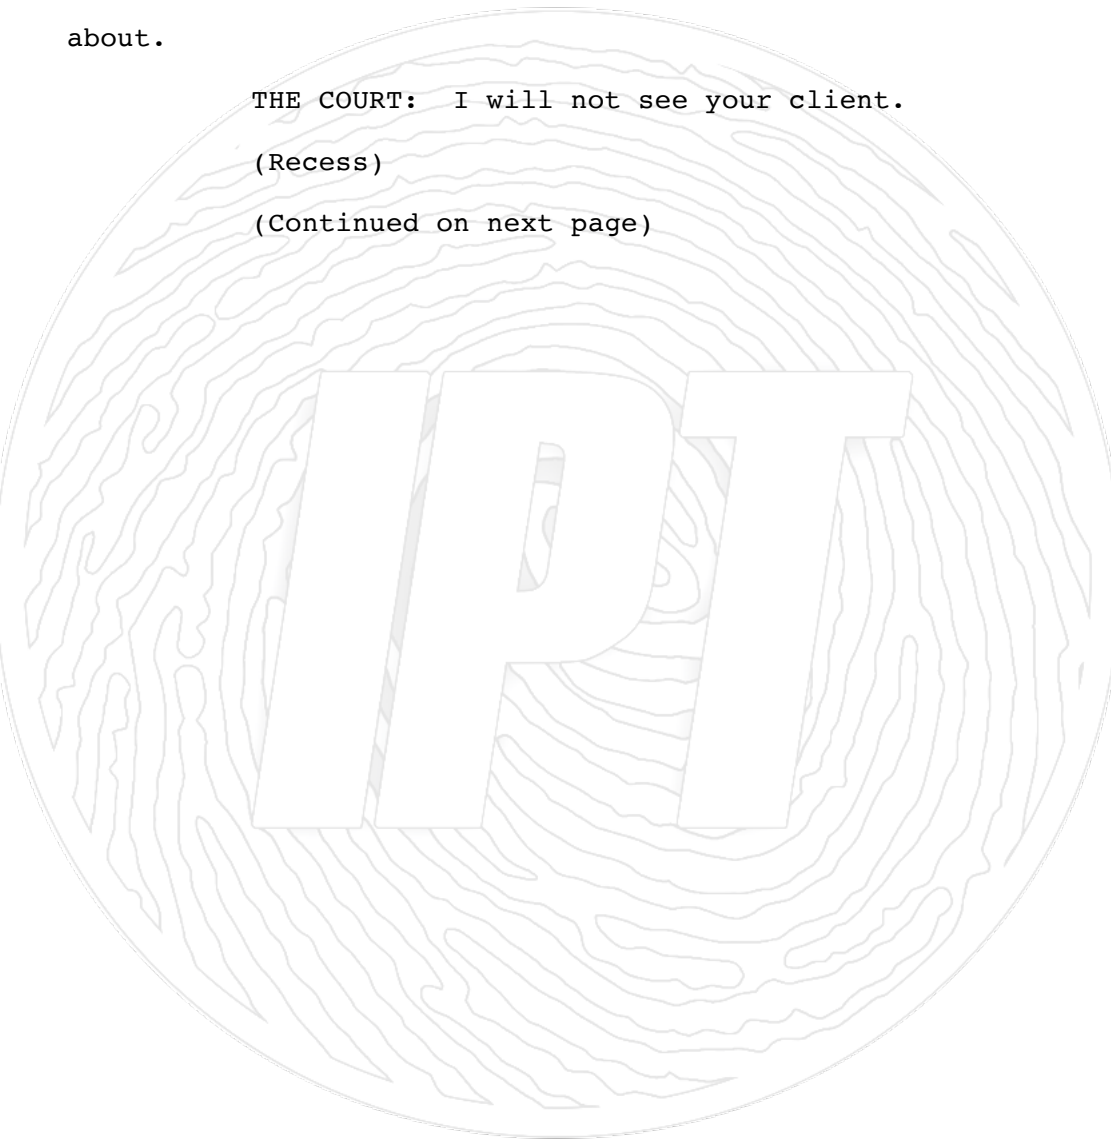 about.
THE COURT:  I will not see your client.
(Recess)
(Continued on next page)
IPT